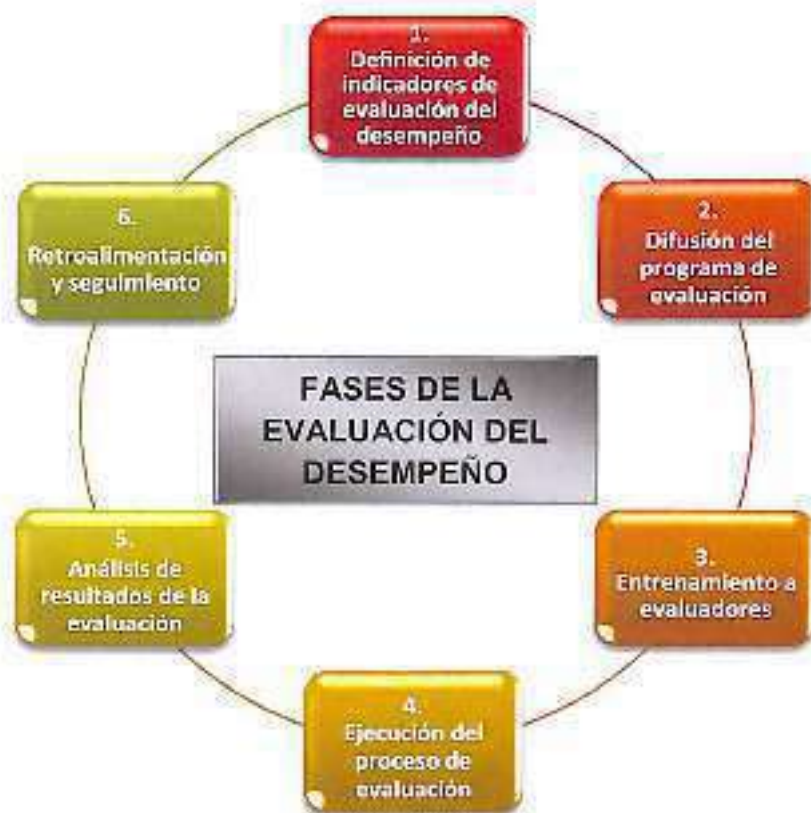 1.
Definición de
indicadores de
evaluación del
desempeño
2.
Difusión del
programa de
evaluación
3.
Entrenamiento a
evaluadores
4.
Ejecución del
proceso de
evaluación
5.
Análisis de
resultados de la
evaluación
6.
Retroalimentación
y seguimiento
FASES DE LA
EVALUACIÓN DEL
DESEMPEÑO